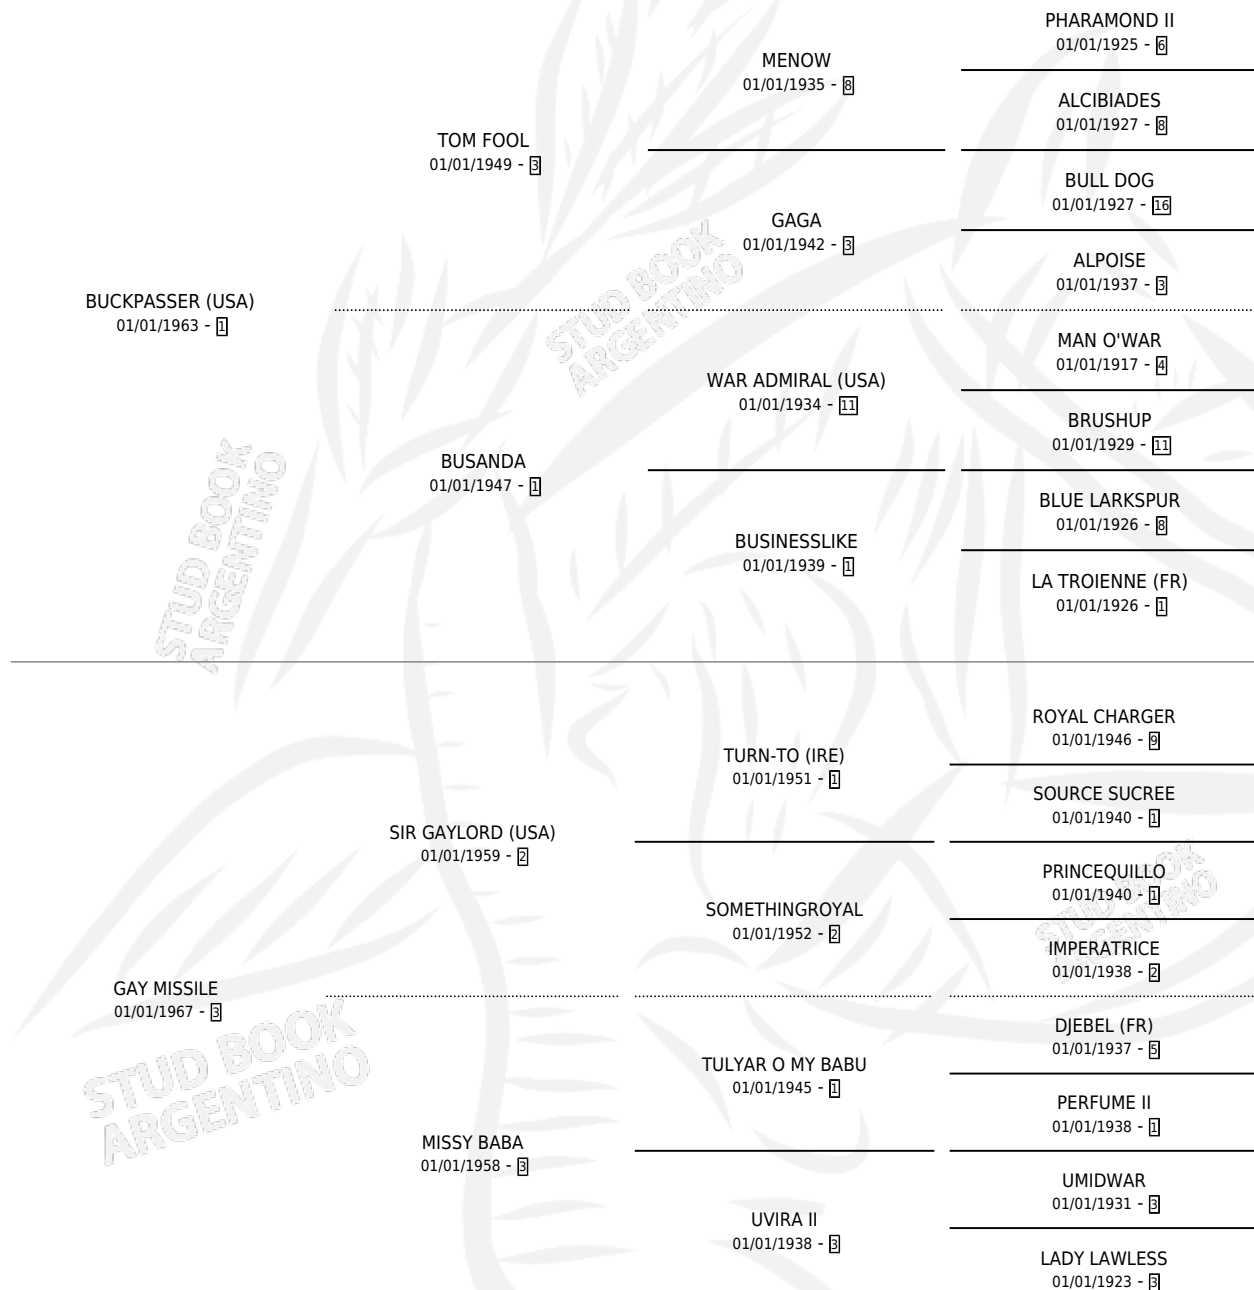 PHARAMOND II
01/01/1925 - 6
MENOW
01/01/1935 - 8
ALCIBIADES
01/01/1927 - 8
TOM FOOL
01/01/1949 - 3
BULL DOG
01/01/1927 - 16
GAGA
01/01/1942 - 3
ALPOISE
01/01/1937 - 3
BUCKPASSER (USA)
01/01/1963 - 1
STUD BOOK
ARGENTINO
MAN O'WAR
01/01/1917 - 4
WAR ADMIRAL (USA)
01/01/1934 - 11
BRUSHUP
01/01/1929 - 11
BUSANDA
01/01/1947 - 1
BLUE LARKSPUR
01/01/1926 - 8
BUSINESSLIKE
01/01/1939 - 1
LA TROIENNE (FR)
01/01/1926 - 1
STUD BOOK
ARGENTINO
ROYAL CHARGER
01/01/1946 - 9
TURN-TO (IRE)
01/01/1951 - 1
SOURCE SUCREE
01/01/1940 - 1
SIR GAYLORD (USA)
01/01/1959 - 2
PRINCEQUILLO
01/01/1940 - 1
SOMETHINGROYAL
01/01/1952 - 2
IMPERATRICE
01/01/1938 - 2
STUD BOOK
ARGENTINO
GAY MISSILE
01/01/1967 - 3
DJEBEL (FR)
01/01/1937 - 5
TULYAR O MY BABU
01/01/1945 - 1
PERFUME II
01/01/1938 - 1
MISSY BABA
01/01/1958 - 3
UMIDWAR
01/01/1931 - 3
UVIRA II
01/01/1938 - 3
LADY LAWLESS
01/01/1923 - 3
STUD BOOK
ARGENTINO